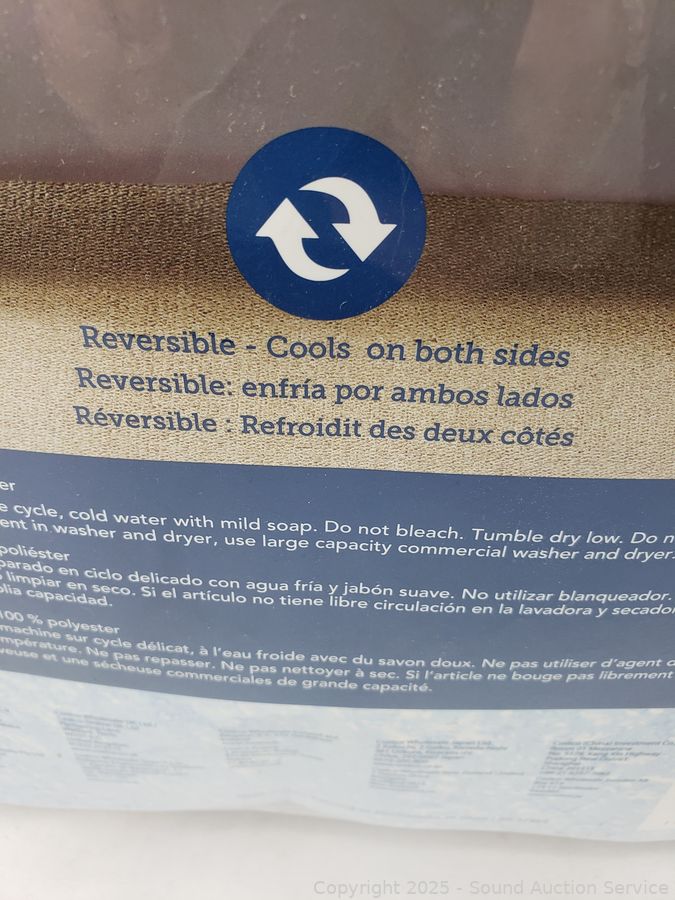 Reversible - Cools on both sides
Reversible: enfría por ambos lados
Réversible : Refroidit des deux côtés
er
e cycle, cold water with mild soap. Do not bleach. Tumble dry low. Do n
ent in washer and dryer, use large capacity commercial washer and dryer.
poliéster
parado en ciclo delicado con agua fría y jabón suave. No utilizar blanqueador.
limpiar en seco. Si el artículo no tiene libre circulación en la lavadora y secador
plia capacidad.
100 % polyester
machine sur cycle délicat, à l'eau froide avec du savon doux. Ne pas utiliser d'agent d
mpérature. Ne pas repasser. Ne pas nettoyer à sec. Si l'article ne bouge pas librement
veuse et une sécheuse commerciales de grande capacité.
Copyright 2025 - Sound Auction Service